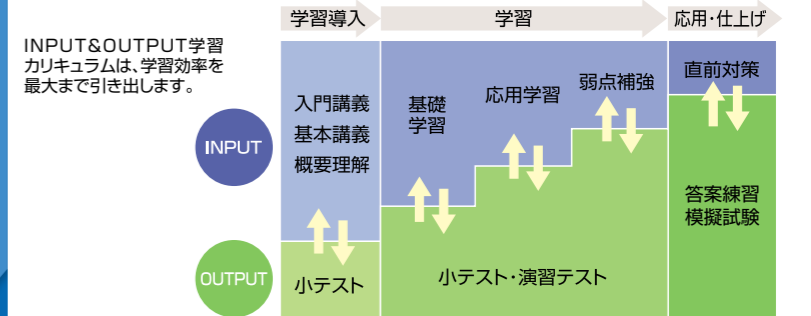 学習導入
学習
応用・仕上げ
INPUT&OUTPUT学習
カリキュラムは、学習効率を
最大まで引き出します。
INPUT
入門講義
基本講義
概要理解
基礎
学習
応用学習
弱点補強
直前対策
OUTPUT
小テスト
小テスト・演習テスト
答案練習
模擬試験